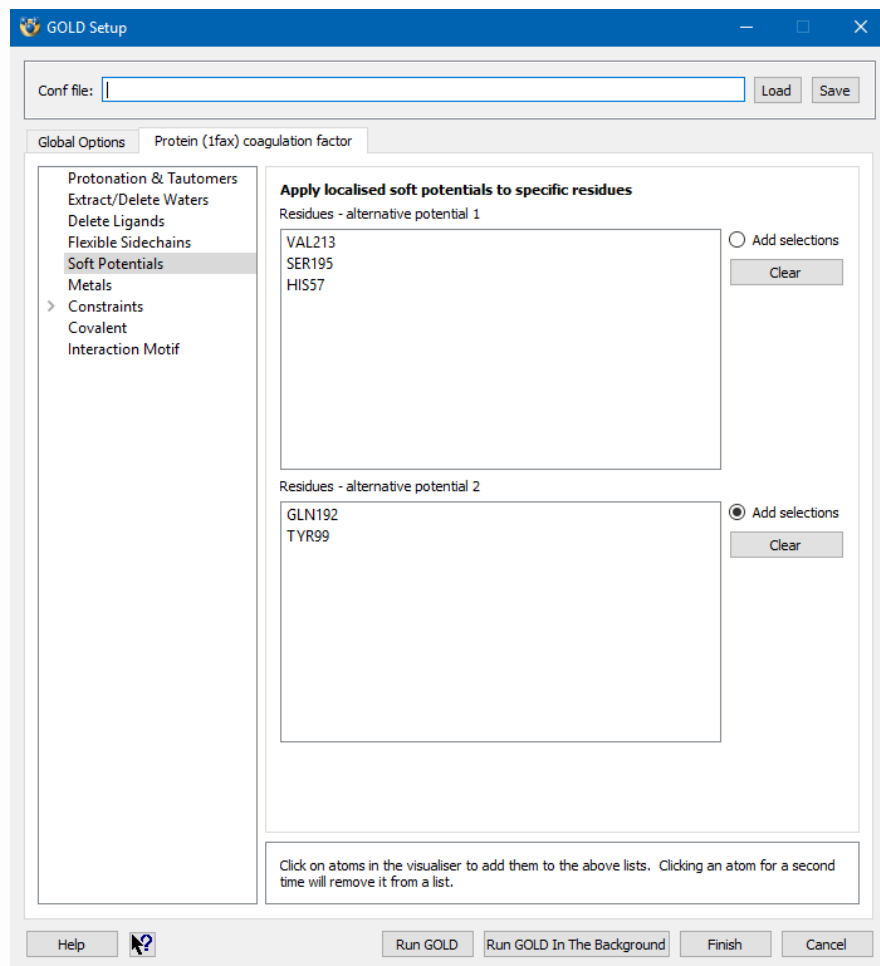 GOLD Setup
Conf file:
Load
Save
Global Options
Protein (1fax) coagulation factor
Protonation & Tautomers
Extract/Delete Waters
Delete Ligands
Flexible Sidechains
Soft Potentials
Metals
Constraints
Covalent
Interaction Motif
Apply localised soft potentials to specific residues
Residues - alternative potential 1
VAL213
SER195
HIS57
Add selections
Clear
Residues - alternative potential 2
GLN192
TYR99
Add selections
Clear
Click on atoms in the visualiser to add them to the above lists. Clicking an atom for a second
time will remove it from a list.
Help
Run GOLD
Run GOLD In The Background
Finish
Cancel